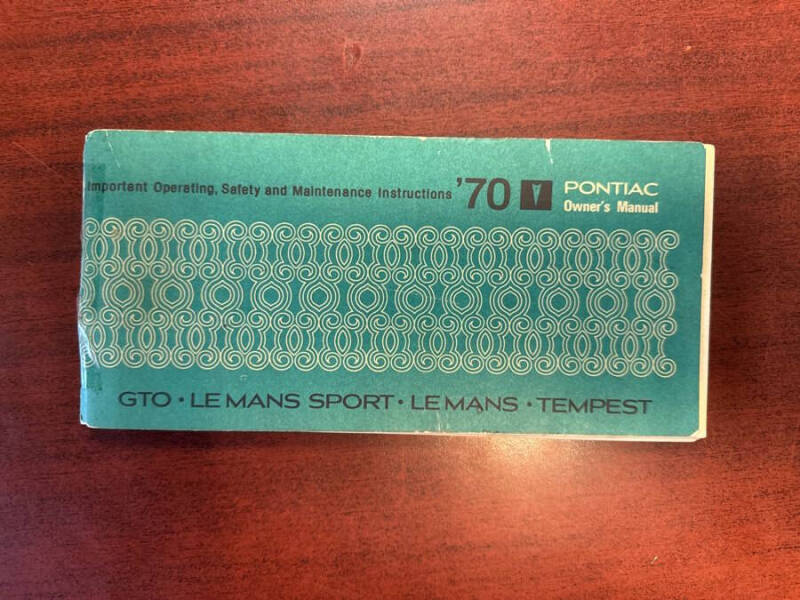 Important Operating, Safety and Maintenance Instructions '70 PONTIAC
Owner's Manual
GTO • LE MANS SPORT • LE MANS • TEMPEST